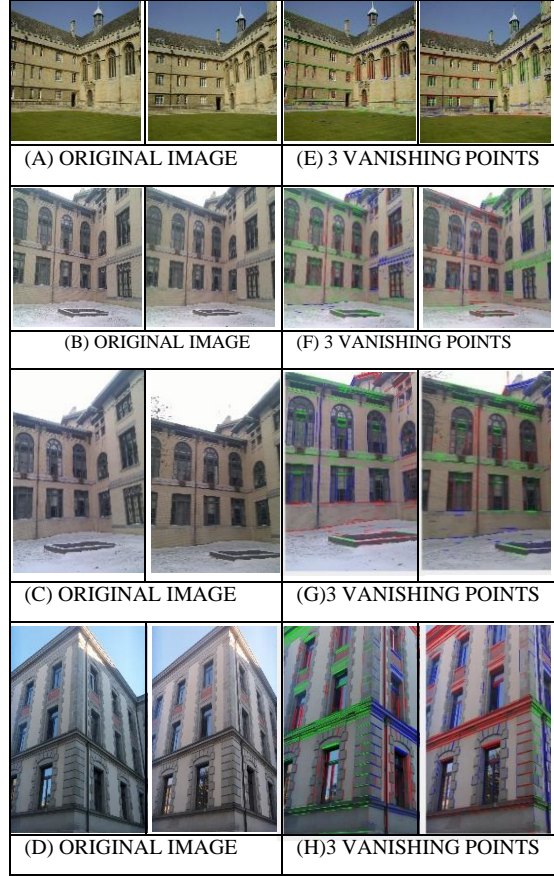 (A) ORIGINAL IMAGE
(E) 3 VANISHING POINTS
(B) ORIGINAL IMAGE
(F) 3 VANISHING POINTS
(C) ORIGINAL IMAGE
(G)3 VANISHING POINTS
(D) ORIGINAL IMAGE
(H)3 VANISHING POINTS